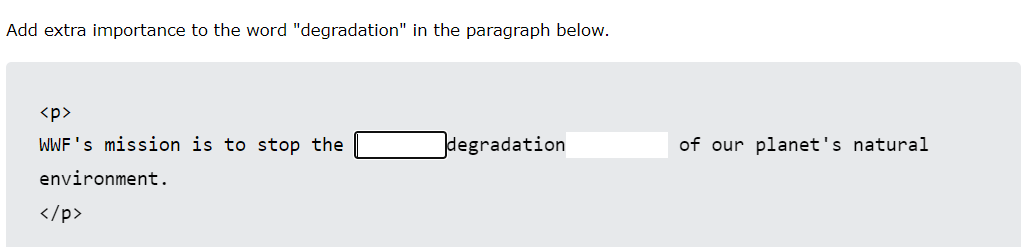 Add extra importance to the word "degradation" in the paragraph below.
<p>
WWF's mission is to stop the degradation of our planet's natural
environment.
</p>